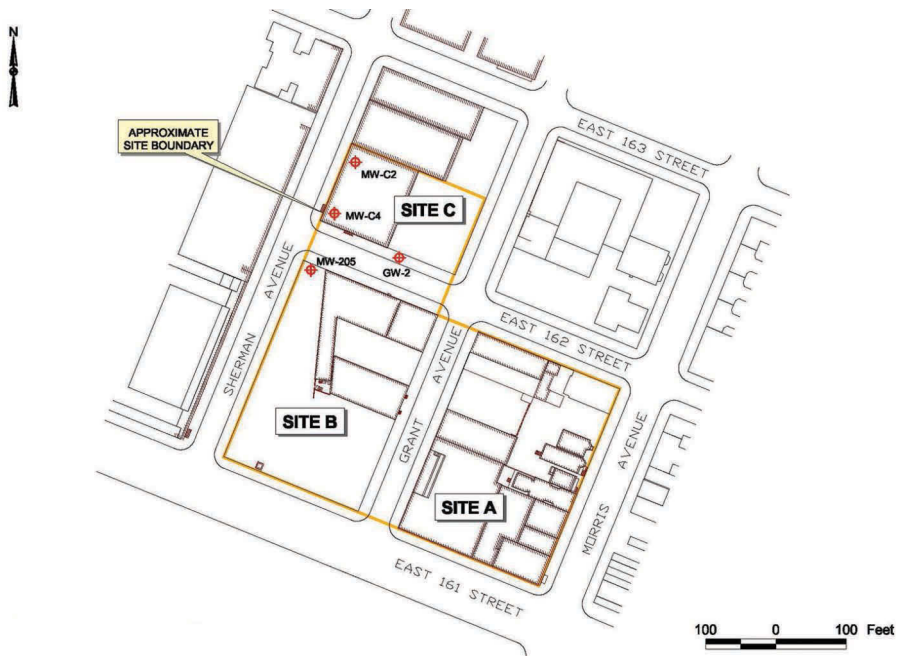 N
EAST 163 STREET
APPROXIMATE
SITE BOUNDARY
MW-C2
MW-C4
SITE C
MW-205
GW-2
SHERMAN AVENUE
EAST 162 STREET
GRANT AVENUE
SITE B
SITE A
MORRIS AVENUE
EAST 161 STREET
100 0 100 Feet